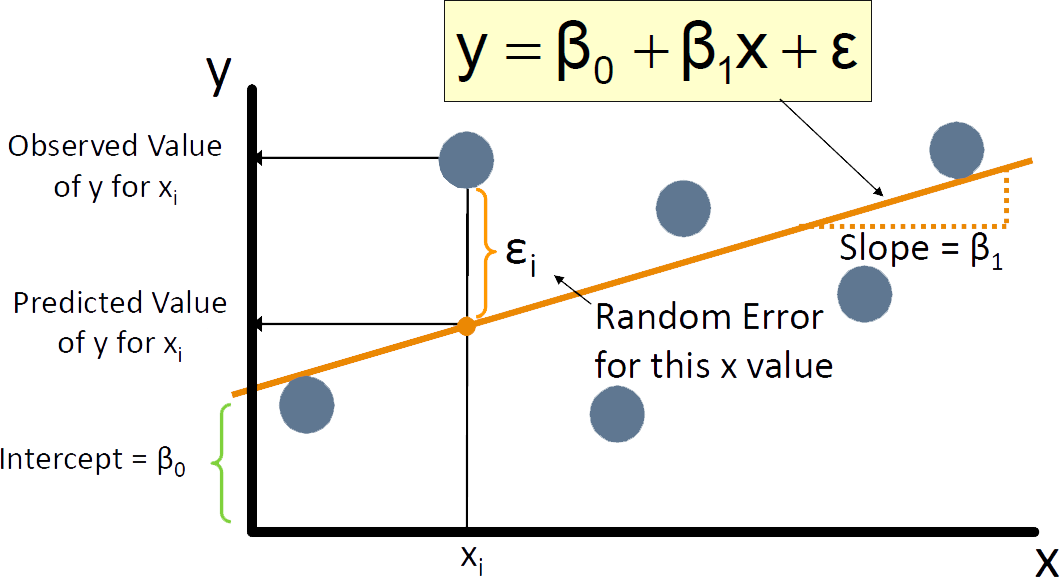 y = β₀ + β₁x + ε
y
Observed Value
of y for xᵢ
εᵢ
Slope = β₁
Predicted Value
of y for xᵢ
Random Error
for this x value
Intercept = β₀
xᵢ
x